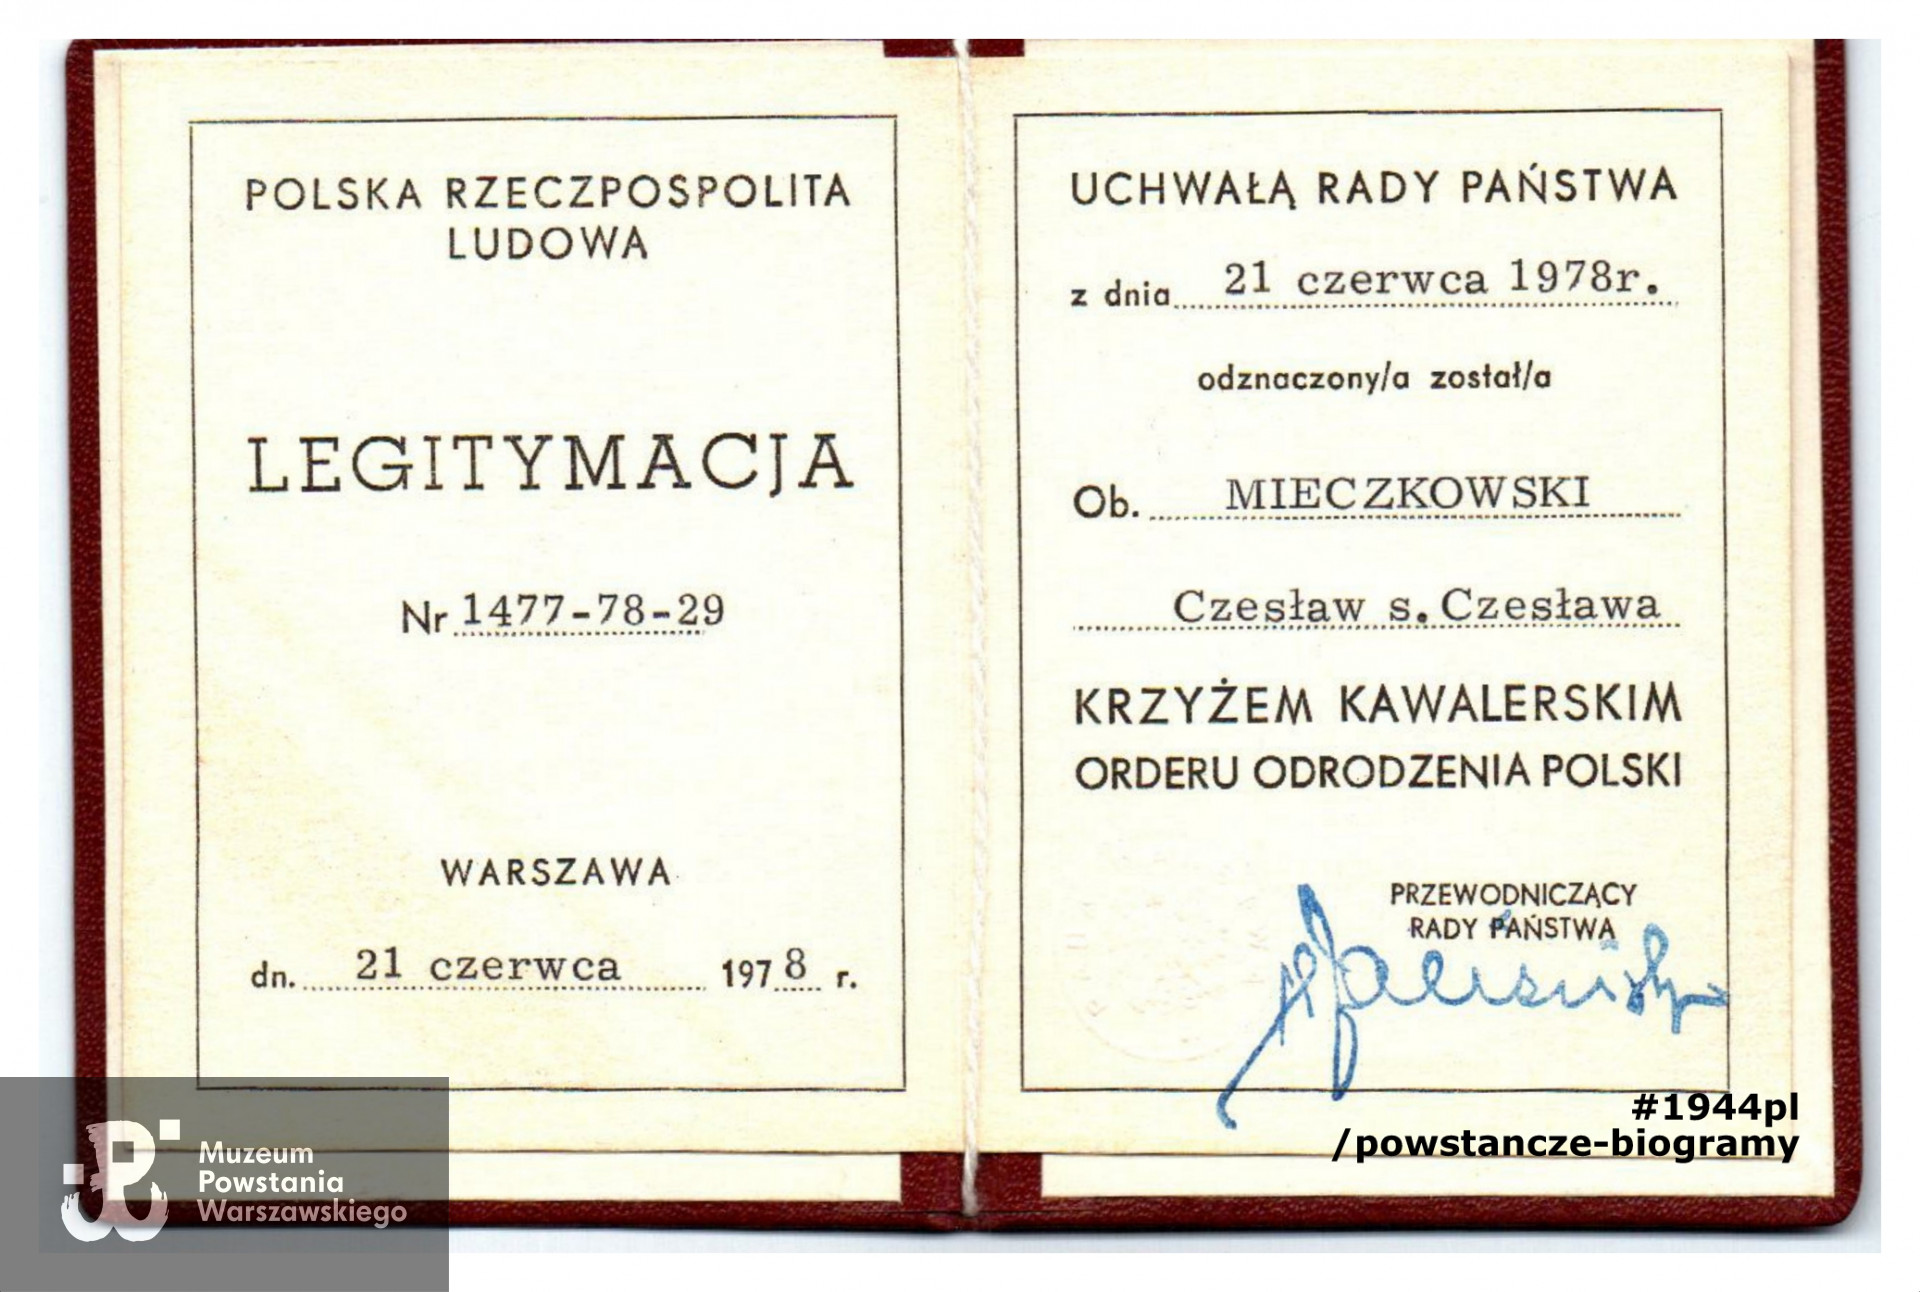 POLSKA RZECZPOSPOLITA
LUDOWA
LEGITYMACJA
Nr 1477-78-29
WARSZAWA
dn. 21 czerwca 1978 r.
UCHWAŁĄ RADY PAŃSTWA
z dnia 21 czerwca 1978r.
odznaczony/a został/a
Ob. MIECZKOWSKI
Czesław s. Czesława
KRZYŻEM KAWALERSKIM
ORDERU ODRODZENIA POLSKI
PRZEWODNICZĄCY
RADY PAŃSTWA
#1944pl
/powstancze-biogramy
Muzeum
Powstania
Warszawskiego